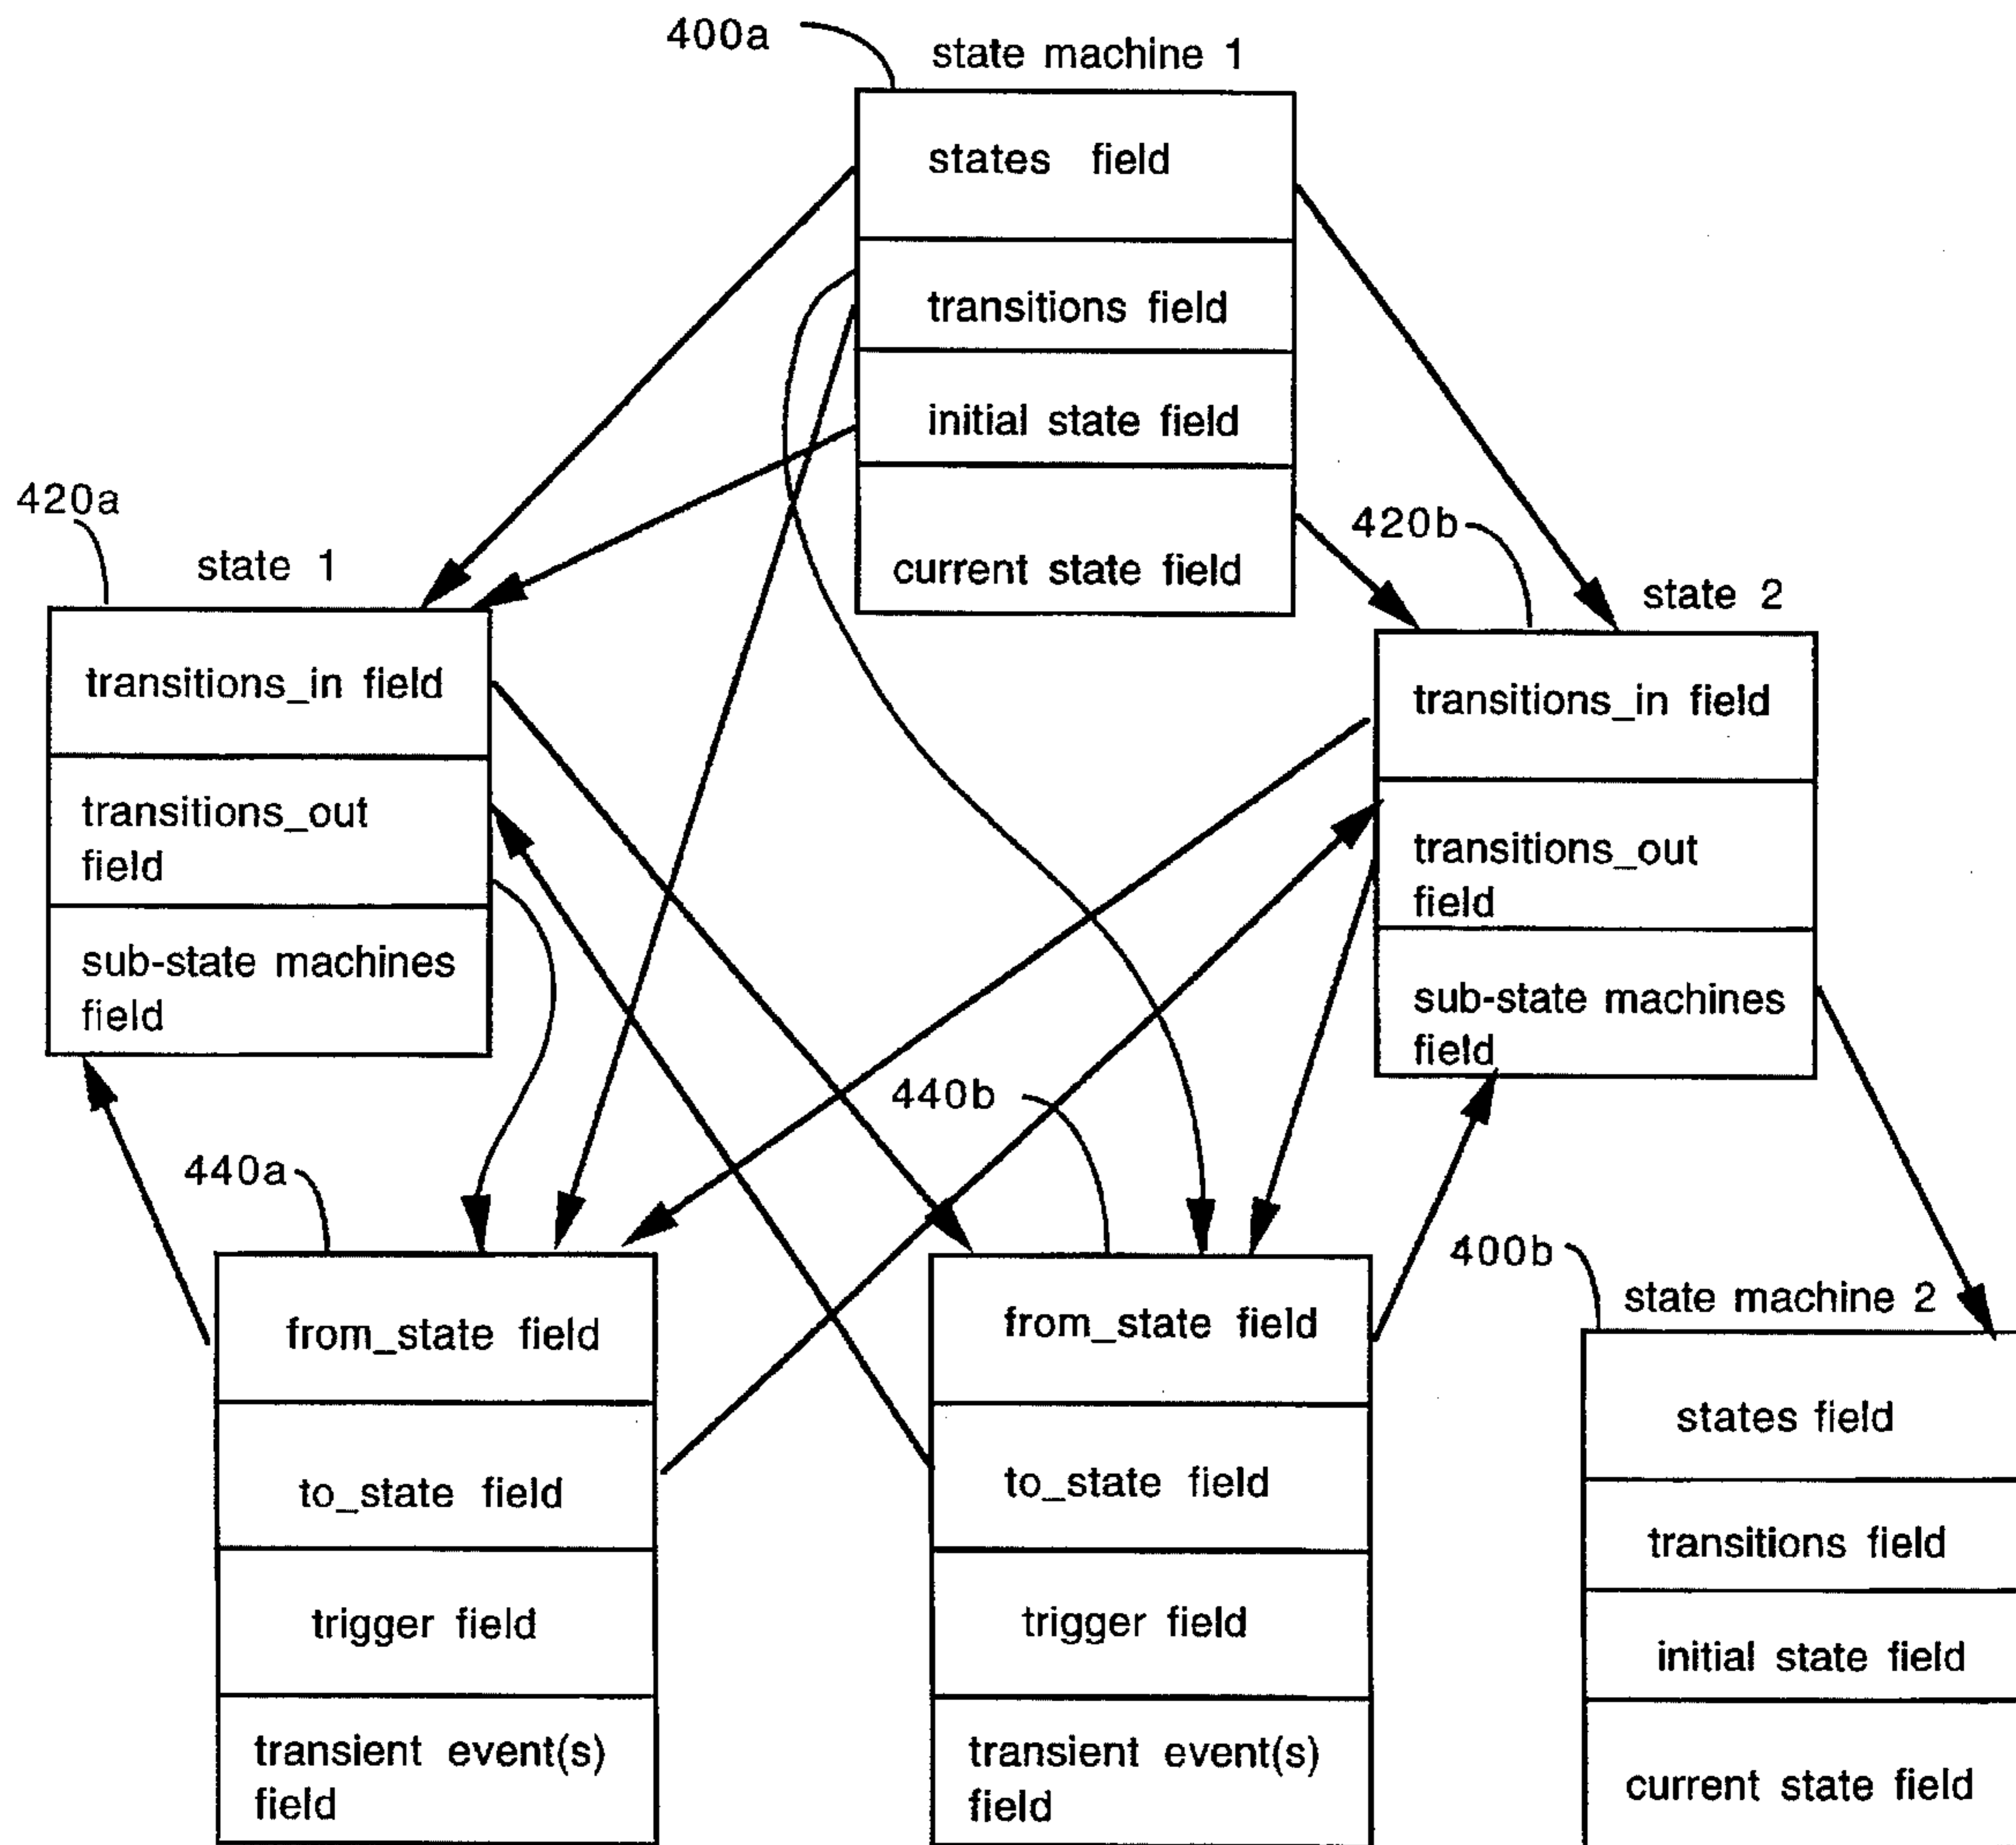 400a
state machine 1
states field
transitions field
initial state field
current state field
420a
state 1
transitions_in field
transitions_out
field
sub-state machines
field
420b
state 2
transitions_in field
transitions_out
field
sub-state machines
field
440a
from_state field
to_state field
trigger field
transient event(s)
field
440b
from_state field
to_state field
trigger field
transient event(s)
field
400b
state machine 2
states field
transitions field
initial state field
current state field